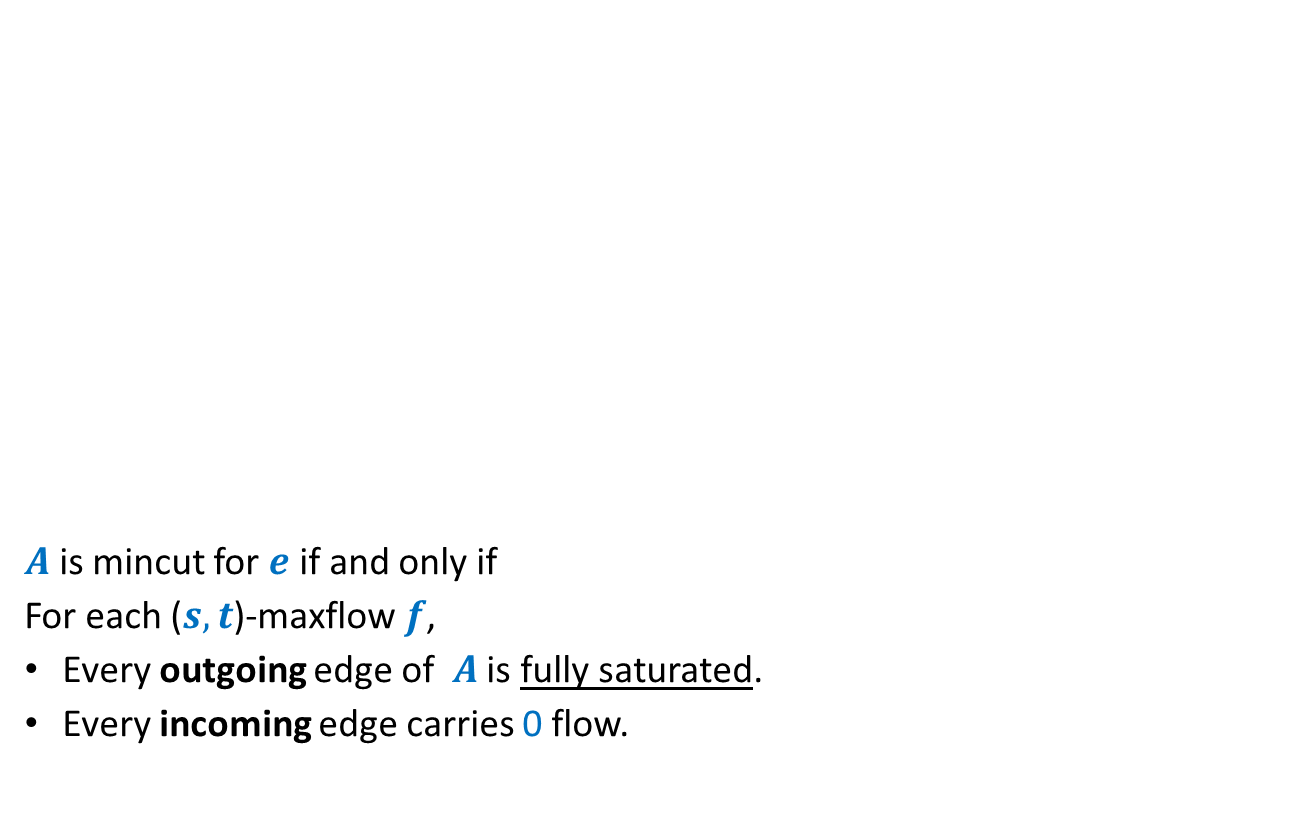 A is mincut for e if and only if
For each (s, t)-maxflow f,
• Every outgoing edge of A is fully saturated.
• Every incoming edge carries 0 flow.